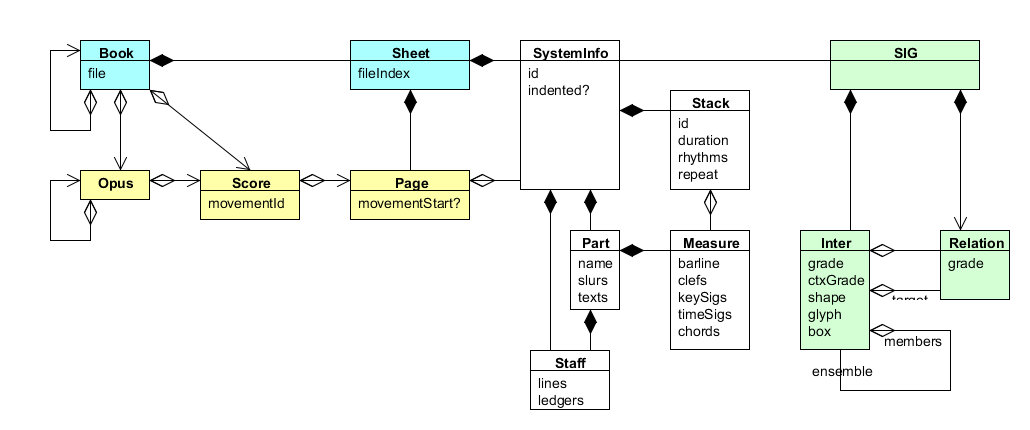 Book
file
Sheet
fileIndex
SystemInfo
id
indented?
SIG
Stack
id
duration
rhythms
repeat
Opus
Score
movementId
Page
movementStart?
Part
name
slurs
texts
Measure
barline
clefs
keySigs
timeSigs
chords
Inter
grade
ctxGrade
shape
glyph
box
Relation
grade
target
members
ensemble
Staff
lines
ledgers